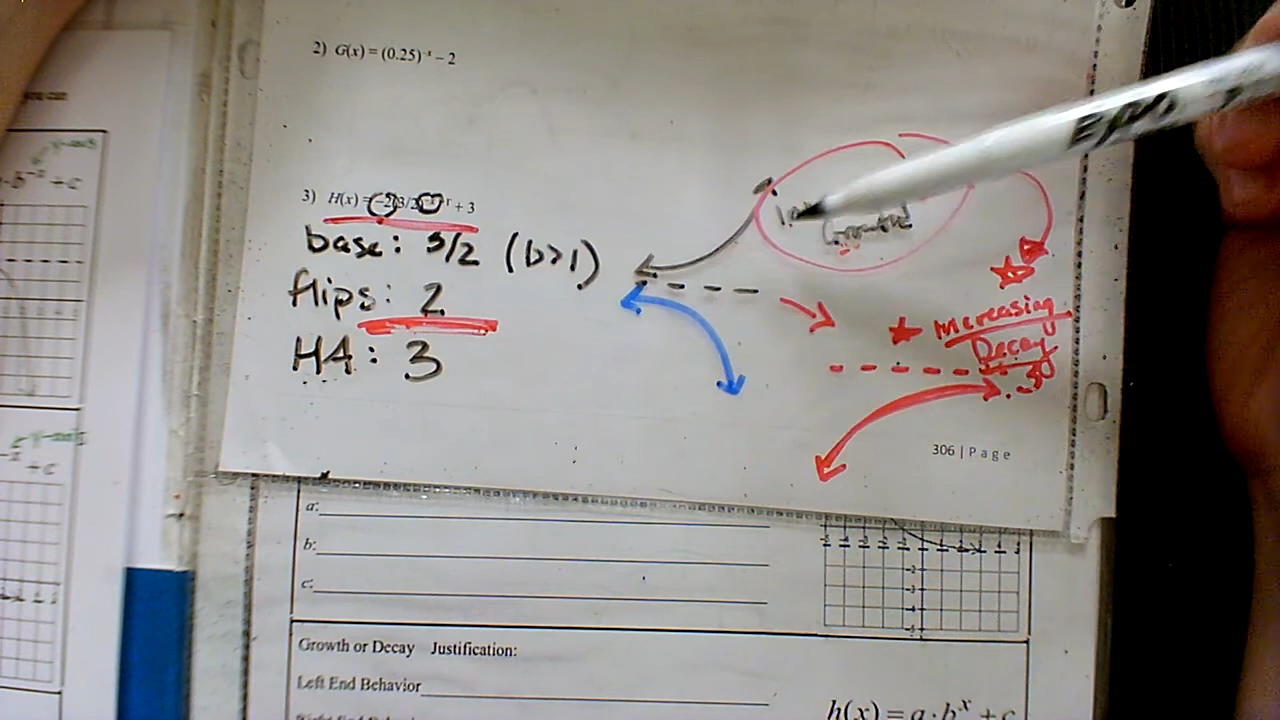 2) G(x) = (0.25)⁻ˣ – 2
3) H(x) = –2(3/2)⁻ˣ + 3
base: 3/2 (b>1)
flips: 2
HA: 3
Growth
Increasing
Decay
306 | Page
+ c
+ c
a:
b:
c:
Growth or Decay Justification:
Left End Behavior
h(x) = a · bˣ + c